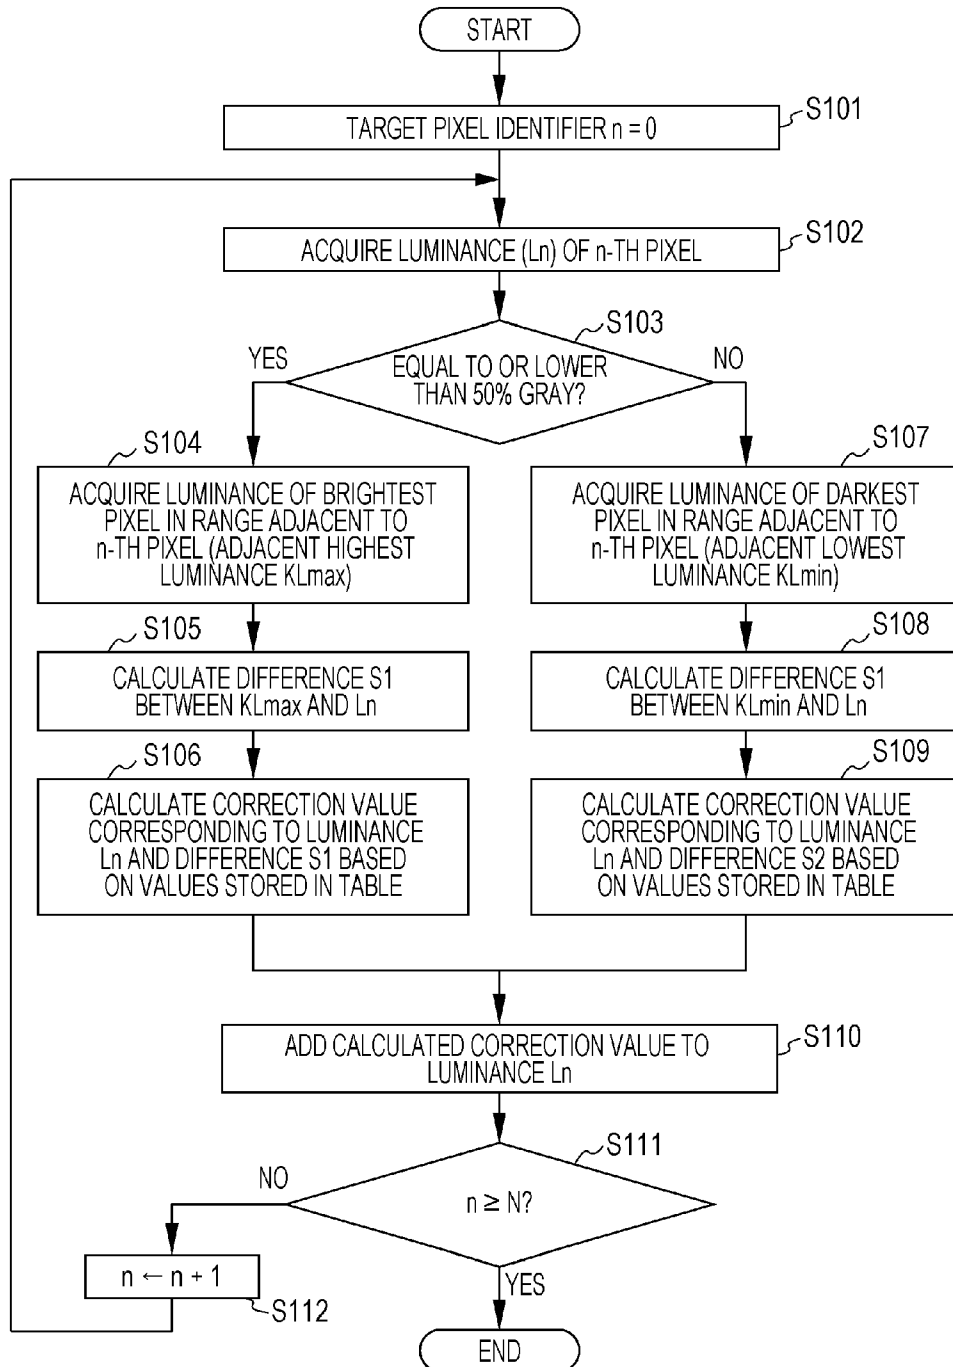 START
S101
TARGET PIXEL IDENTIFIER n = 0
S102
ACQUIRE LUMINANCE (Ln) OF n-TH PIXEL
S103
YES
NO
EQUAL TO OR LOWER
THAN 50% GRAY?
S104
ACQUIRE LUMINANCE OF BRIGHTEST
PIXEL IN RANGE ADJACENT TO
n-TH PIXEL (ADJACENT HIGHEST
LUMINANCE KLmax)
S105
CALCULATE DIFFERENCE S1
BETWEEN KLmax AND Ln
S106
CALCULATE CORRECTION VALUE
CORRESPONDING TO LUMINANCE
Ln AND DIFFERENCE S1 BASED
ON VALUES STORED IN TABLE
S107
ACQUIRE LUMINANCE OF DARKEST
PIXEL IN RANGE ADJACENT TO
n-TH PIXEL (ADJACENT LOWEST
LUMINANCE KLmin)
S108
CALCULATE DIFFERENCE S1
BETWEEN KLmin AND Ln
S109
CALCULATE CORRECTION VALUE
CORRESPONDING TO LUMINANCE
Ln AND DIFFERENCE S2 BASED
ON VALUES STORED IN TABLE
S110
ADD CALCULATED CORRECTION VALUE TO
LUMINANCE Ln
S111
NO
n ≥ N?
n ← n + 1
S112
YES
END